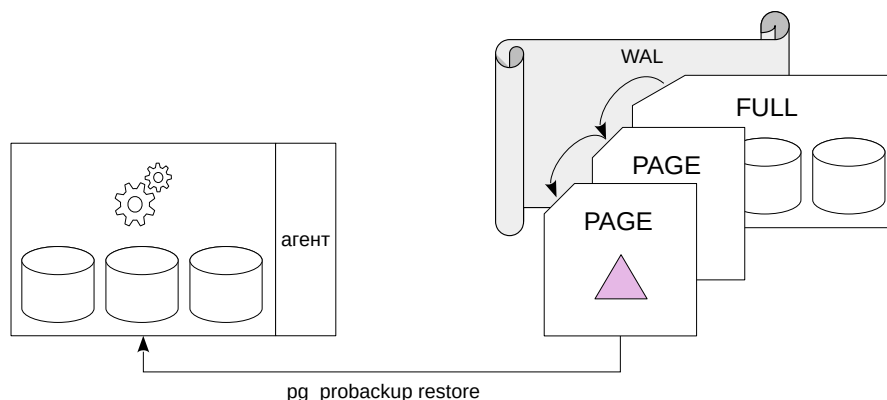 WAL
FULL
PAGE
PAGE
агент
pg_probackup restore